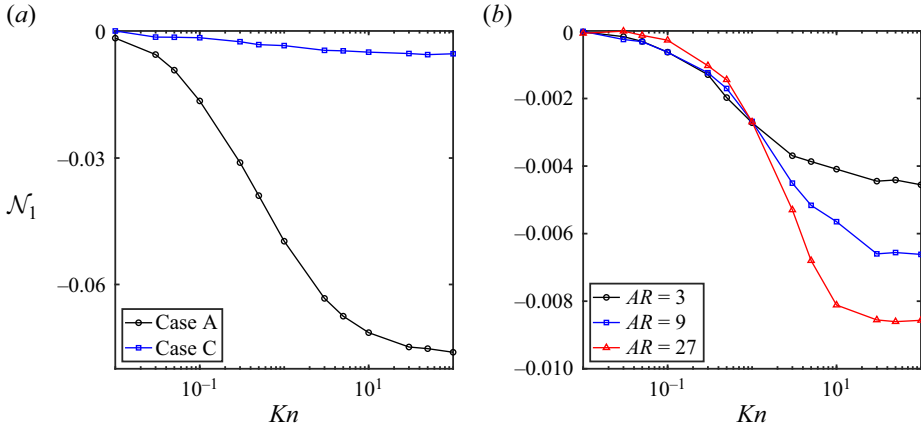 (a)
0
−0.03
−0.06
𝒩1
Case A
Case C
10−1
101
Kn
(b)
0
−0.002
−0.004
−0.006
−0.008
−0.010
AR = 3
AR = 9
AR = 27
10−1
101
Kn